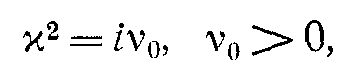 ϰ² = iν₀, ν₀ > 0,